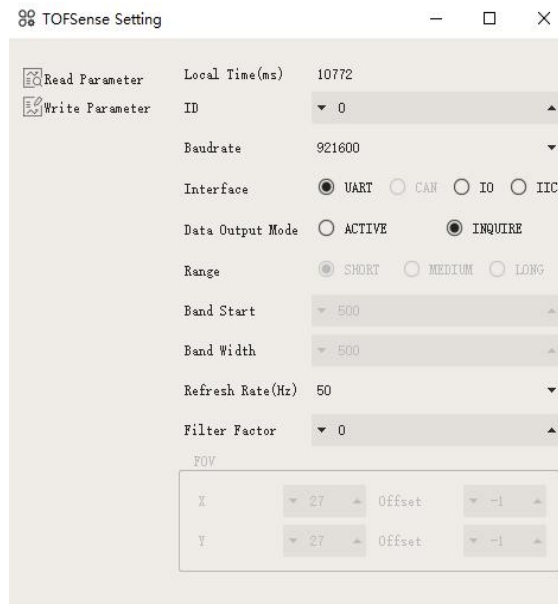 TOFSense Setting
Read Parameter
Write Parameter
Local Time(ms) 10772
ID 0
Baudrate 921600
Interface UART CAN IO IIC
Data Output Mode ACTIVE INQUIRE
Range SHORT MEDIUM LONG
Band Start 500
Band Width 500
Refresh Rate(Hz) 50
Filter Factor 0
FOV
X 27 Offset -1
Y 27 Offset -1